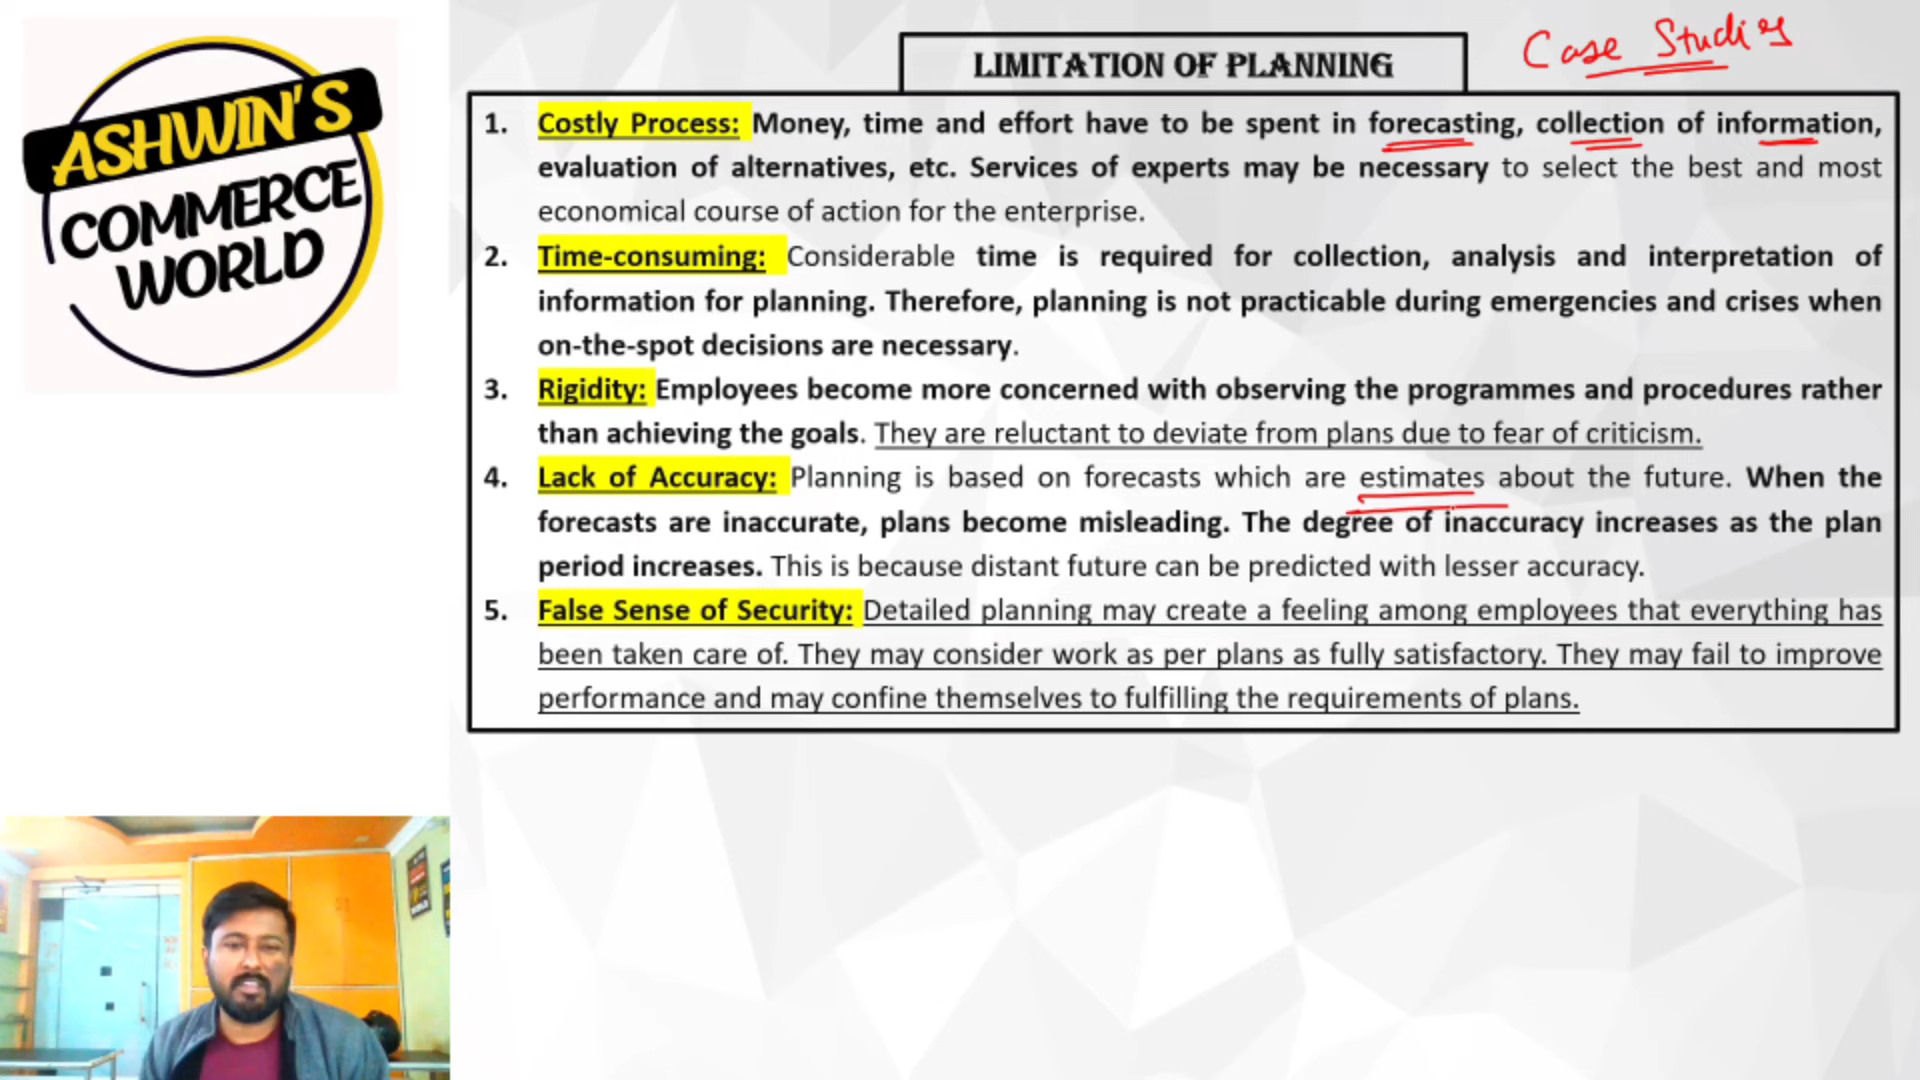 ASHWIN'S
COMMERCE
WORLD
LIMITATION OF PLANNING
Case Studies
1. Costly Process: Money, time and effort have to be spent in forecasting, collection of information,
evaluation of alternatives, etc. Services of experts may be necessary to select the best and most
economical course of action for the enterprise.
2. Time-consuming: Considerable time is required for collection, analysis and interpretation of
information for planning. Therefore, planning is not practicable during emergencies and crises when
on-the-spot decisions are necessary.
3. Rigidity: Employees become more concerned with observing the programmes and procedures rather
than achieving the goals. They are reluctant to deviate from plans due to fear of criticism.
4. Lack of Accuracy: Planning is based on forecasts which are estimates about the future. When the
forecasts are inaccurate, plans become misleading. The degree of inaccuracy increases as the plan
period increases. This is because distant future can be predicted with lesser accuracy.
5. False Sense of Security: Detailed planning may create a feeling among employees that everything has
been taken care of. They may consider work as per plans as fully satisfactory. They may fail to improve
performance and may confine themselves to fulfilling the requirements of plans.